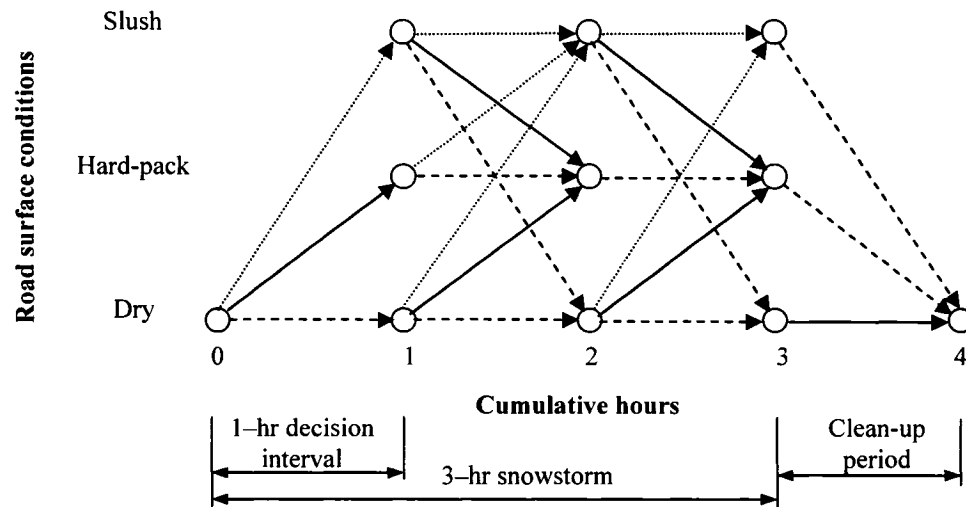 Slush
Hard-pack
Dry
Road surface conditions
0
1
2
3
4
Cumulative hours
1–hr decision
interval
Clean-up
period
3–hr snowstorm